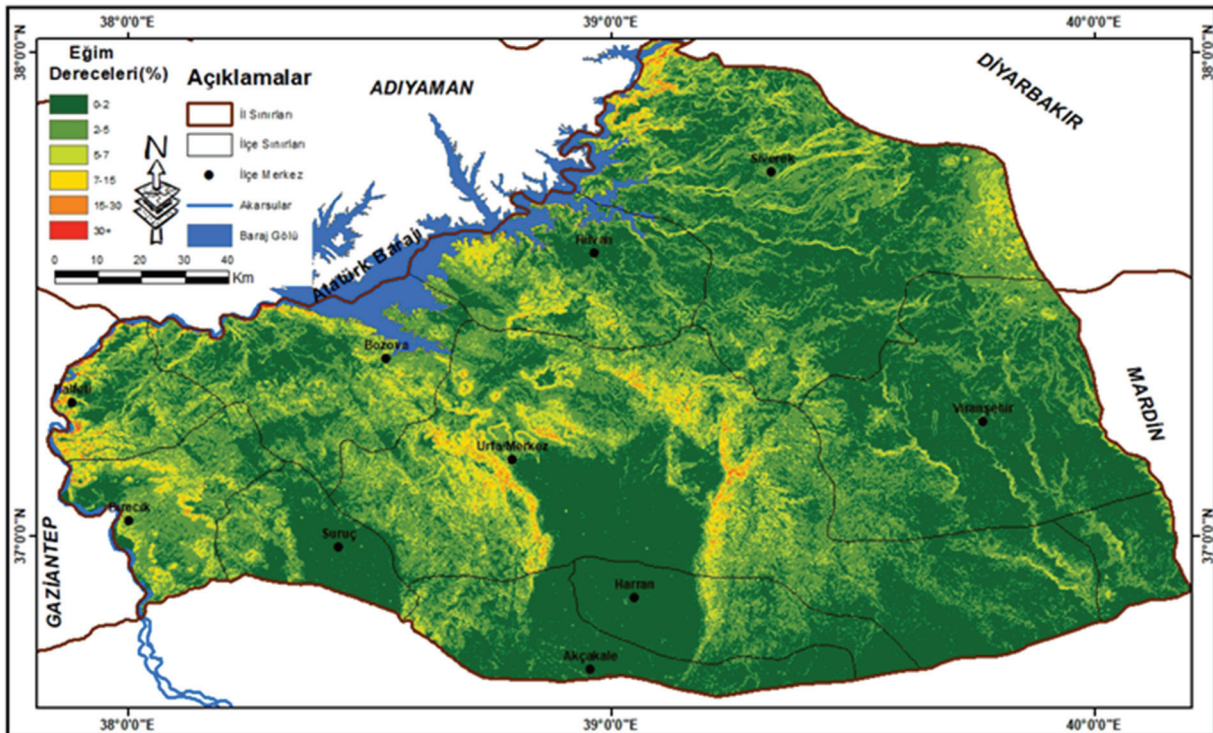 38°0'0"E 39°0'0"E 40°0'0"E
38°0'0"N
38°0'0"N
Eğim
Dereceleri(%)
0-2
2-5
5-7
7-15
15-30
30+
N
Açıklamalar
İl Sınırları
İlçe Sınırları
İlçe Merkez
Akarsular
Baraj Gölü
0 5 10 20 30 40
Km
ADIYAMAN
DİYARBAKIR
MARDİN
GAZİANTEP
Atatürk Barajı
Siverek
Hilvan
Bozova
Halfeti
Viranşehir
Urfa Merkez
Birecik
Suruç
Harran
Akçakale
37°0'0"N
37°0'0"N
38°0'0"E 39°0'0"E 40°0'0"E